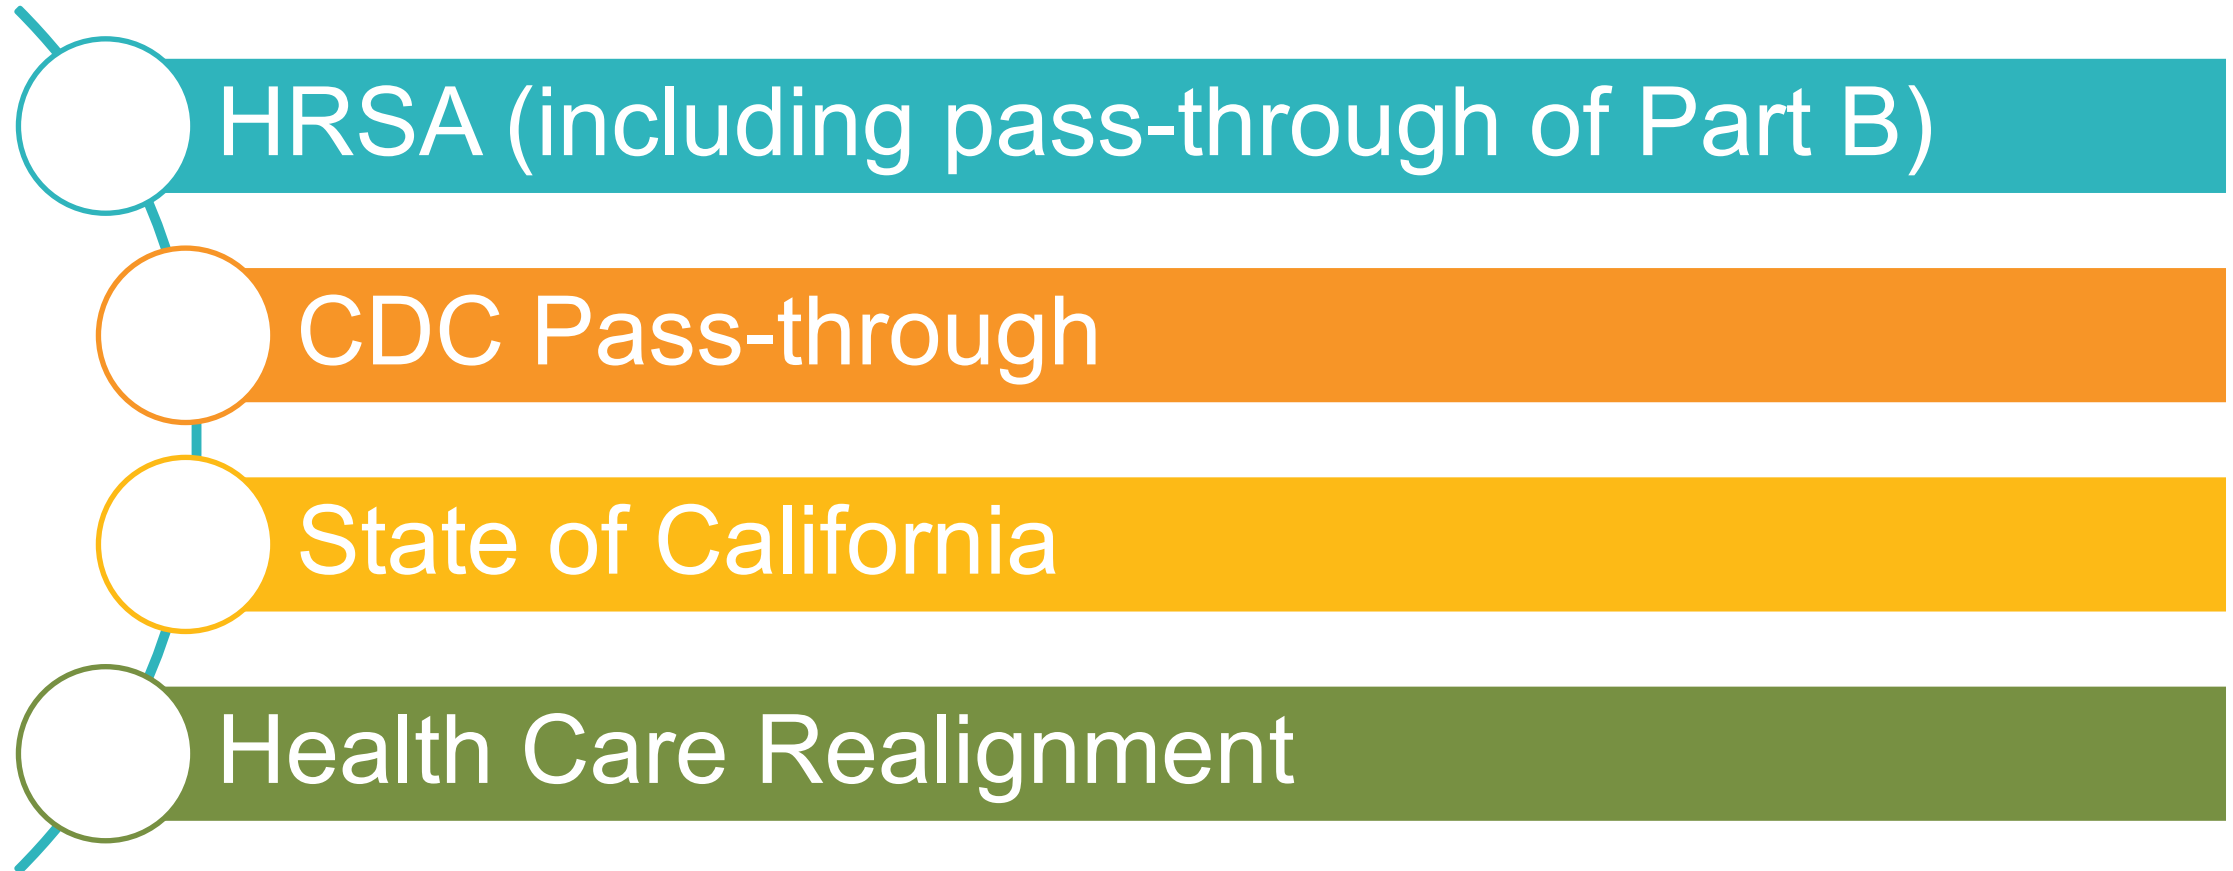 HRSA (including pass-through of Part B)
CDC Pass-through
State of California
Health Care Realignment